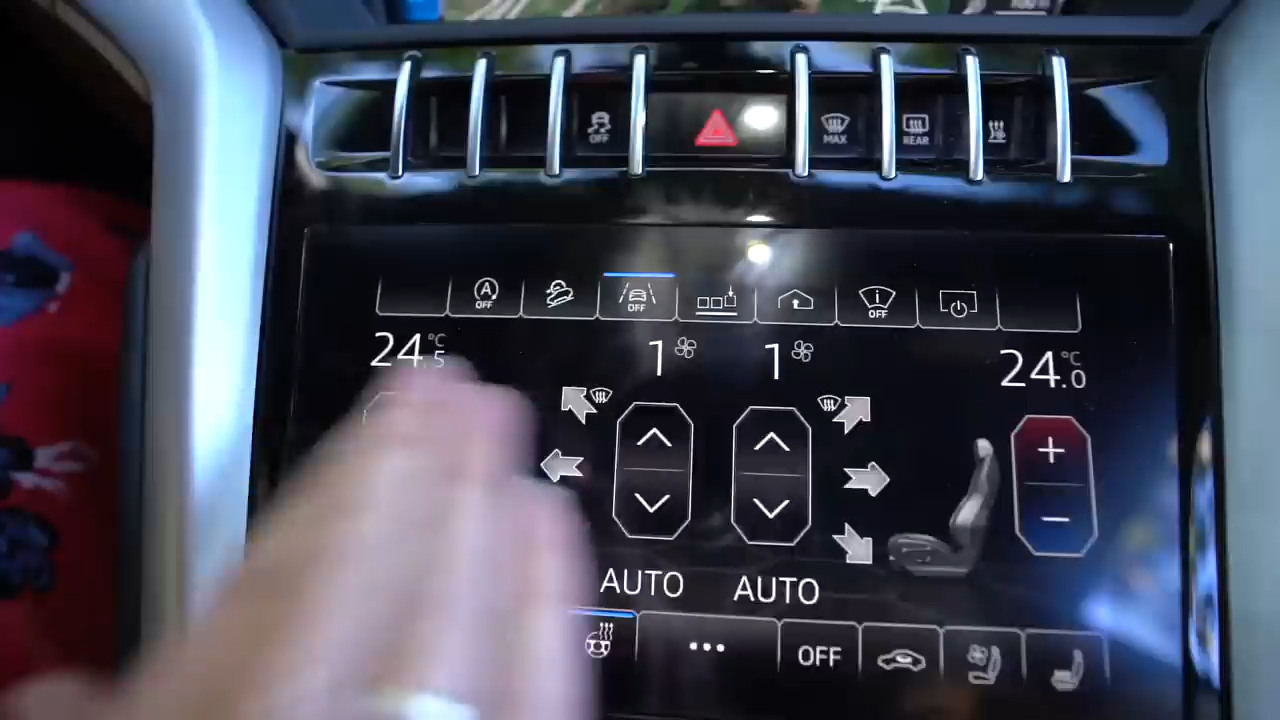 OFF
MAX
REAR
A
OFF
OFF
i
OFF
24.5 °C
1
1
24.0 °C
+
−
AUTO
AUTO
...
OFF